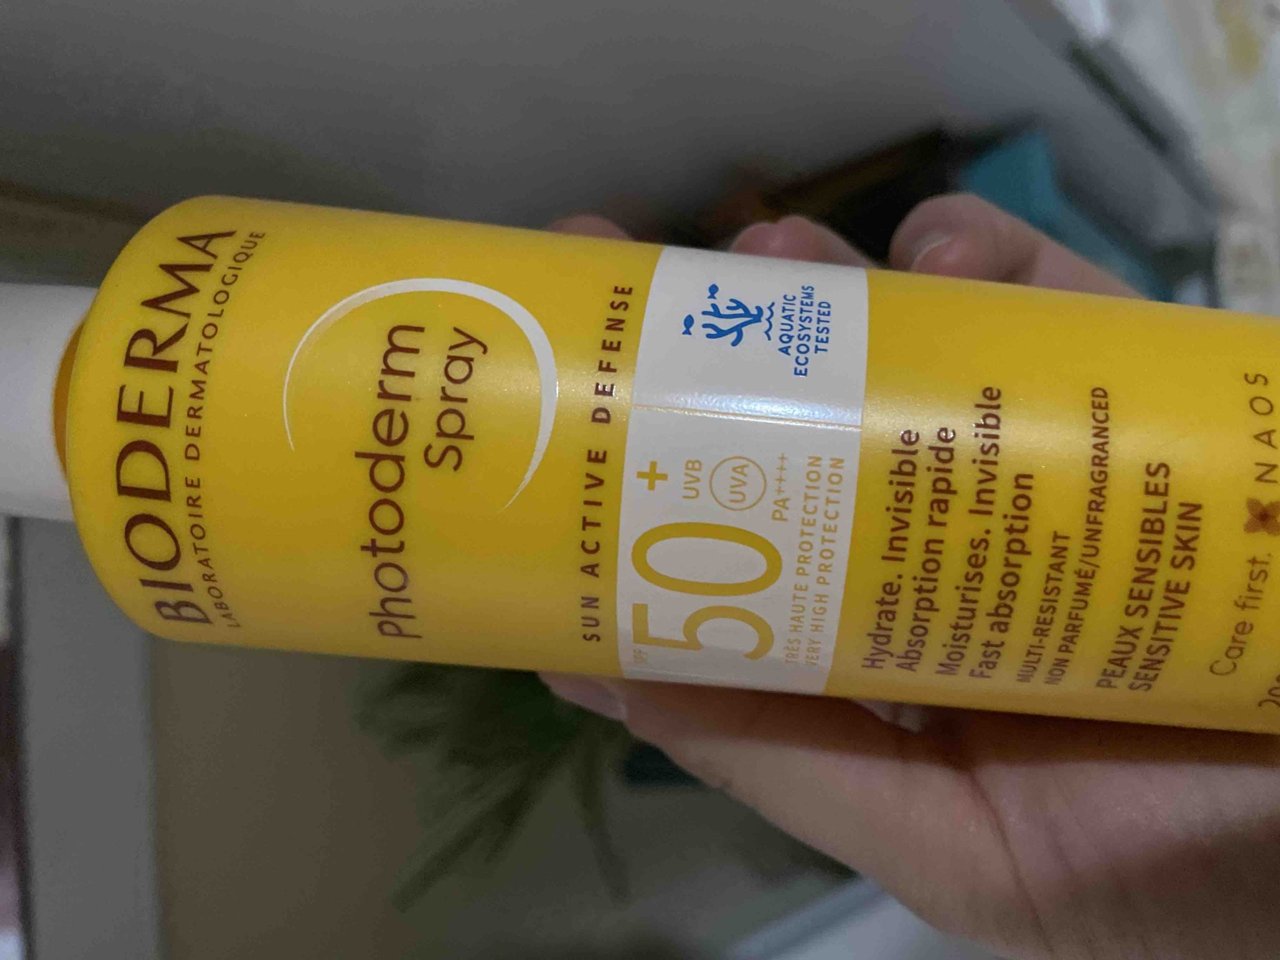 BIODERMA
LABORATOIRE DERMATOLOGIQUE
Photoderm
Spray
SUN ACTIVE DEFENSE
SPF
50+
UVB
UVA
PA++++
TRÈS HAUTE PROTECTION
VERY HIGH PROTECTION
AQUATIC
ECOSYSTEMS
TESTED
Hydrate. Invisible
Absorption rapide
Moisturises. Invisible
Fast absorption
MULTI-RESISTANT
NON PARFUMÉ/UNFRAGRANCED
PEAUX SENSIBLES
SENSITIVE SKIN
Care first.
NAOS